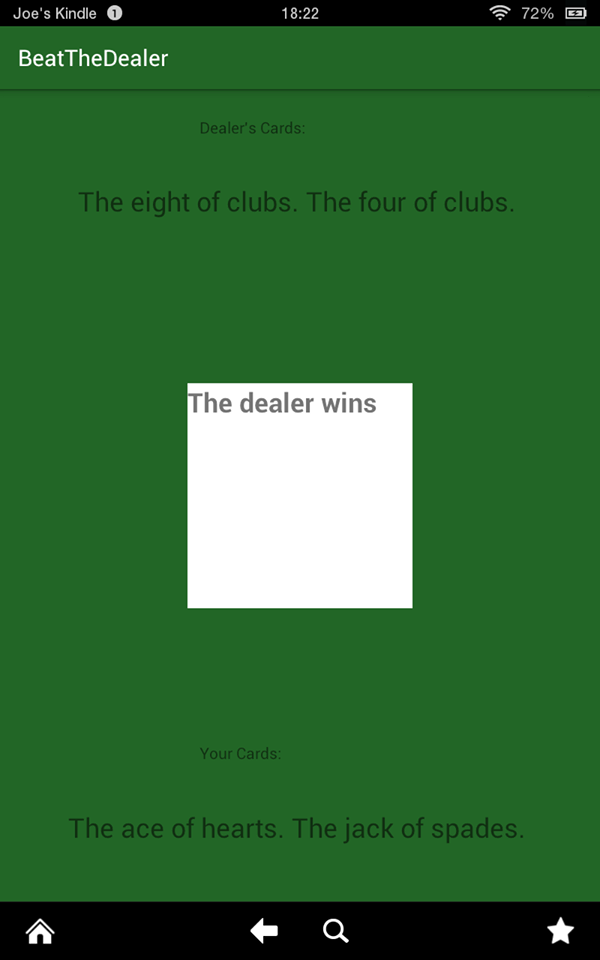 Joe's Kindle 1 18:22 72%
BeatTheDealer
Dealer's Cards:
The eight of clubs. The four of clubs.
The dealer wins
Your Cards:
The ace of hearts. The jack of spades.